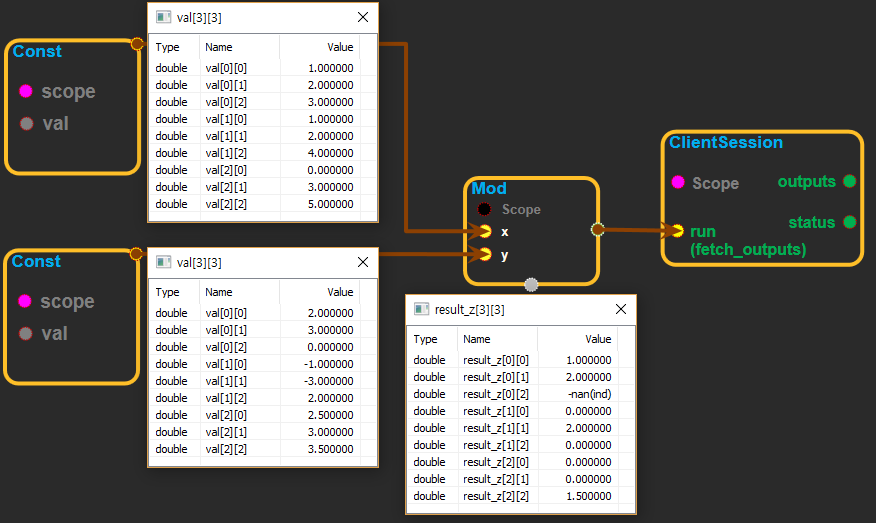 Const
scope
val
val[3][3]
Type Name Value
double val[0][0] 1.000000
double val[0][1] 2.000000
double val[0][2] 3.000000
double val[1][0] 1.000000
double val[1][1] 2.000000
double val[1][2] 4.000000
double val[2][0] 0.000000
double val[2][1] 3.000000
double val[2][2] 5.000000
Const
scope
val
val[3][3]
Type Name Value
double val[0][0] 2.000000
double val[0][1] 3.000000
double val[0][2] 0.000000
double val[1][0] -1.000000
double val[1][1] -3.000000
double val[1][2] 2.000000
double val[2][0] 2.500000
double val[2][1] 3.000000
double val[2][2] 3.500000
Mod
Scope
x
y
ClientSession
Scope outputs
status
run
(fetch_outputs)
result_z[3][3]
Type Name Value
double result_z[0][0] 1.000000
double result_z[0][1] 2.000000
double result_z[0][2] -nan(ind)
double result_z[1][0] 0.000000
double result_z[1][1] 2.000000
double result_z[1][2] 0.000000
double result_z[2][0] 0.000000
double result_z[2][1] 0.000000
double result_z[2][2] 1.500000